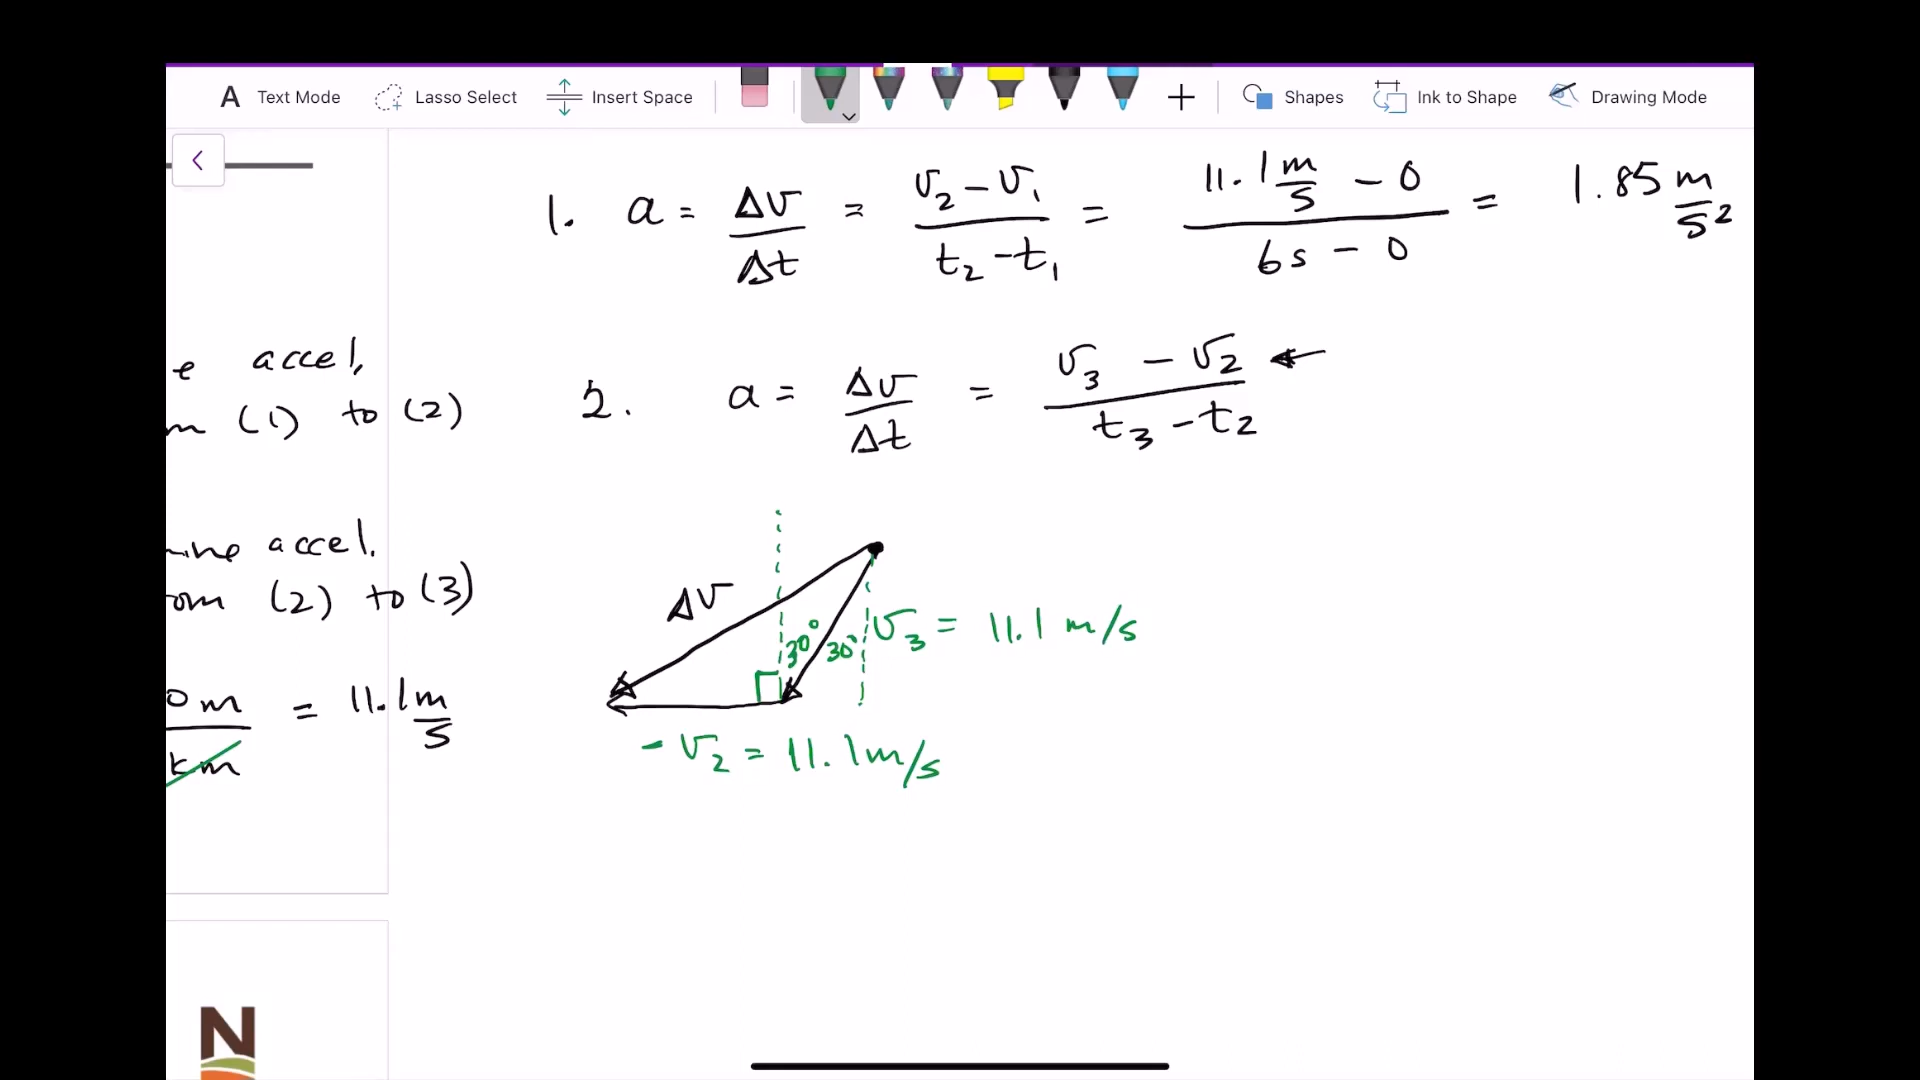 A Text Mode Lasso Select Insert Space Shapes Ink to Shape Drawing Mode
1. a = Δv/Δt = (v₂ - v₁)/(t₂ - t₁) = (11.1 m/s - 0)/(6s - 0) = 1.85 m/s²
e accel.
m (1) to (2)
2. a = Δv/Δt = (v₃ - v₂)/(t₃ - t₂) ←
accel.
om (2) to (3)
Δv
30° 30° v₃ = 11.1 m/s
0 m/km = 11.1 m/s
- v₂ = 11.1 m/s
N